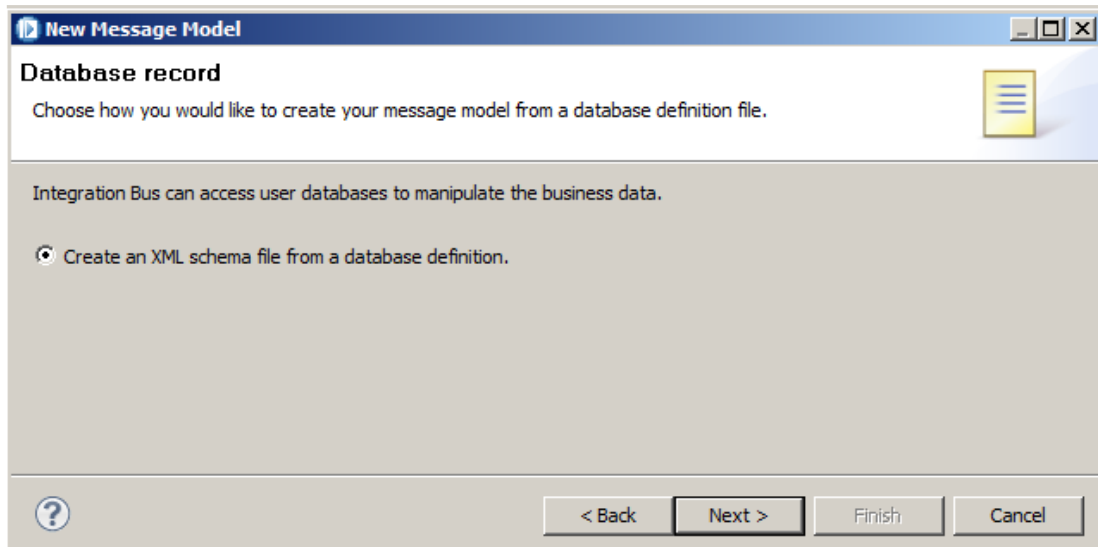 New Message Model
Database record
Choose how you would like to create your message model from a database definition file.
Integration Bus can access user databases to manipulate the business data.
Create an XML schema file from a database definition.
?
< Back Next > Finish Cancel